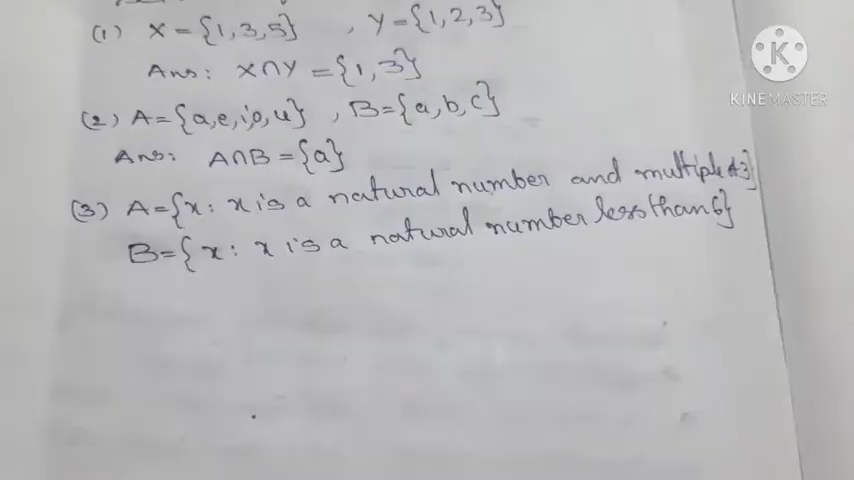 (1) X = {1,3,5} , Y = {1,2,3}
Ans: X∩Y = {1,3}
(2) A = {a,e,i,o,u} , B = {a,b,c}
Ans: A∩B = {a}
(3) A = {x: x is a natural number and multiple of 3}
B = {x: x is a natural number less than 6}
KINEMASTER